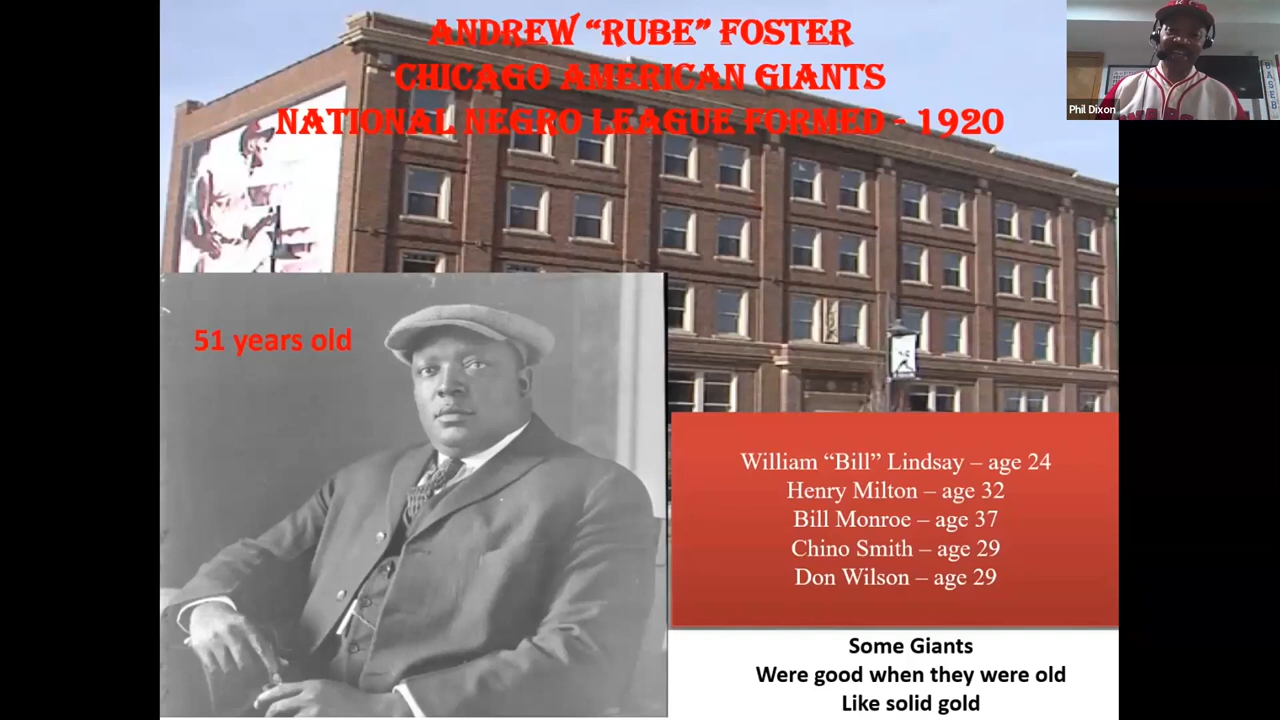 ANDREW “RUBE” FOSTER
CHICAGO AMERICAN GIANTS
NATIONAL NEGRO LEAGUE FORMED - 1920
Phil Dixon
51 years old
William “Bill” Lindsay – age 24
Henry Milton – age 32
Bill Monroe – age 37
Chino Smith – age 29
Don Wilson – age 29
Some Giants
Were good when they were old
Like solid gold